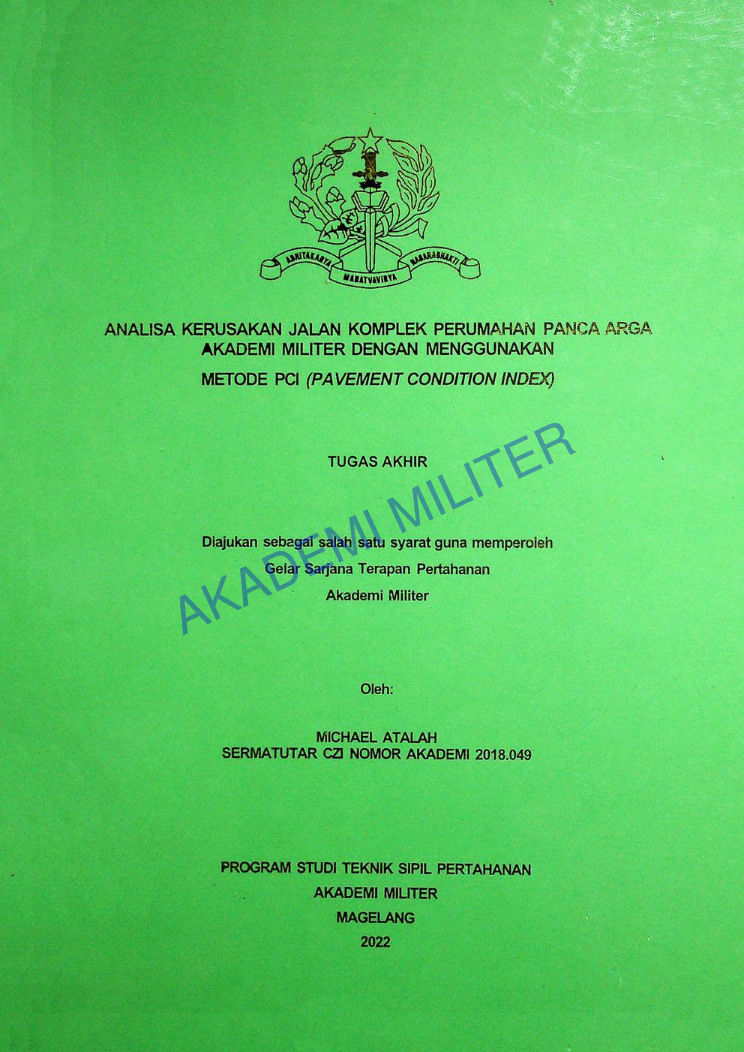 ADHITAKARYA
MAHATVAVIRYA
NAGARABHAKTI
ANALISA KERUSAKAN JALAN KOMPLEK PERUMAHAN PANCA ARGA
AKADEMI MILITER DENGAN MENGGUNAKAN
METODE PCI (PAVEMENT CONDITION INDEX)
TUGAS AKHIR
AKADEMI MILITER
Diajukan sebagai salah satu syarat guna memperoleh
Gelar Sarjana Terapan Pertahanan
Akademi Militer
Oleh:
MICHAEL ATALAH
SERMATUTAR CZI NOMOR AKADEMI 2018.049
PROGRAM STUDI TEKNIK SIPIL PERTAHANAN
AKADEMI MILITER
MAGELANG
2022